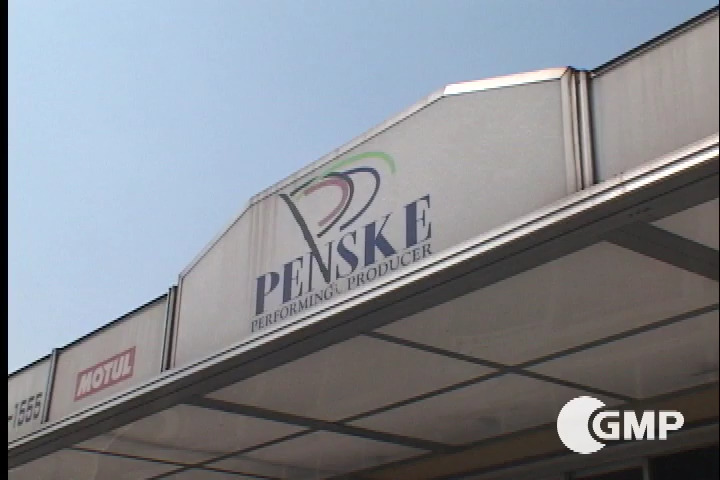 PENSKE
PERFORMING & PRODUCER
MOTUL
-1555
GMP